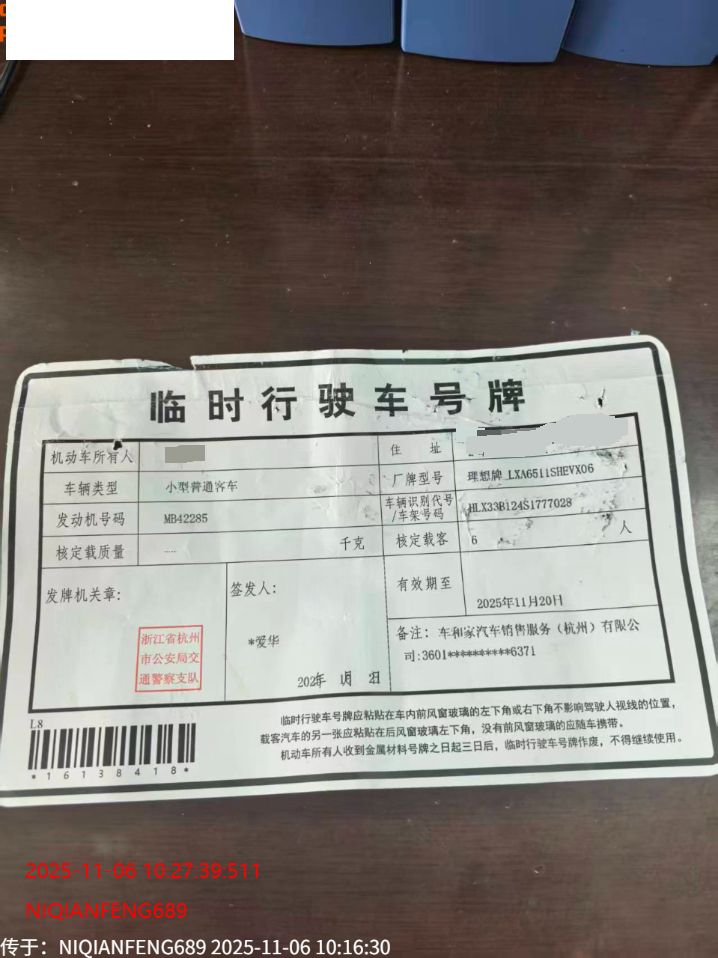 临时行驶车号牌
机动车所有人 住址
车辆类型 小型普通客车 厂牌型号 理想牌 LXA6511SHEVX06
发动机号码 MB42285 车辆识别代号/车架号码 HLX33B124S1777028
核定载质量 ---- 千克 核定载客 6 人
发牌机关章: 签发人: 有效期至
2025年11月20日
浙江省杭州
市公安局交
通警察支队
*爱华
202 年 月 日
备注: 车和家汽车销售服务（杭州）有限公
司:3601**********6371
L8
*16138418*
临时行驶车号牌应粘贴在车内前风窗玻璃的左下角或右下角不影响驾驶人视线的位置，
载客汽车的另一张应粘贴在后风窗玻璃左下角，没有前风窗玻璃的应随车携带。
机动车所有人收到金属材料号牌之日起三日后，临时行驶车号牌作废，不得继续使用。
2025-11-06 10:27:39:511
NIQIANFENG689
传于：NIQIANFENG689 2025-11-06 10:16:30